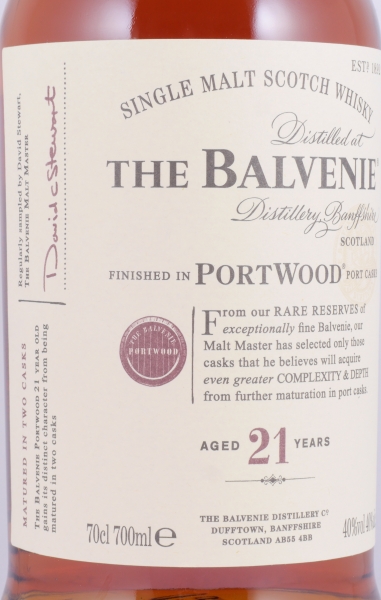 ESTD
SINGLE MALT SCOTCH WHISKY
Distilled at
THE BALVENIE®
Distillery, Banffshire
SCOTLAND
FINISHED IN PORTWOOD® PORT CASKS
From our RARE RESERVES of
exceptionally fine Balvenie, our
Malt Master has selected only those
casks that he believes will acquire
even greater COMPLEXITY & DEPTH
from further maturation in port casks.
THE BALVENIE
PORTWOOD
AGED 21 YEARS
70cl 700ml e
THE BALVENIE DISTILLERY Co
DUFFTOWN, BANFFSHIRE
SCOTLAND AB55 4BB
40%vol 40%
Regularly sampled by David Stewart,
THE BALVENIE MALT MASTER
David C Stewart
MATURED IN TWO CASKS
THE BALVENIE PORTWOOD 21 YEAR OLD
gains its distinct character from being
matured in two casks